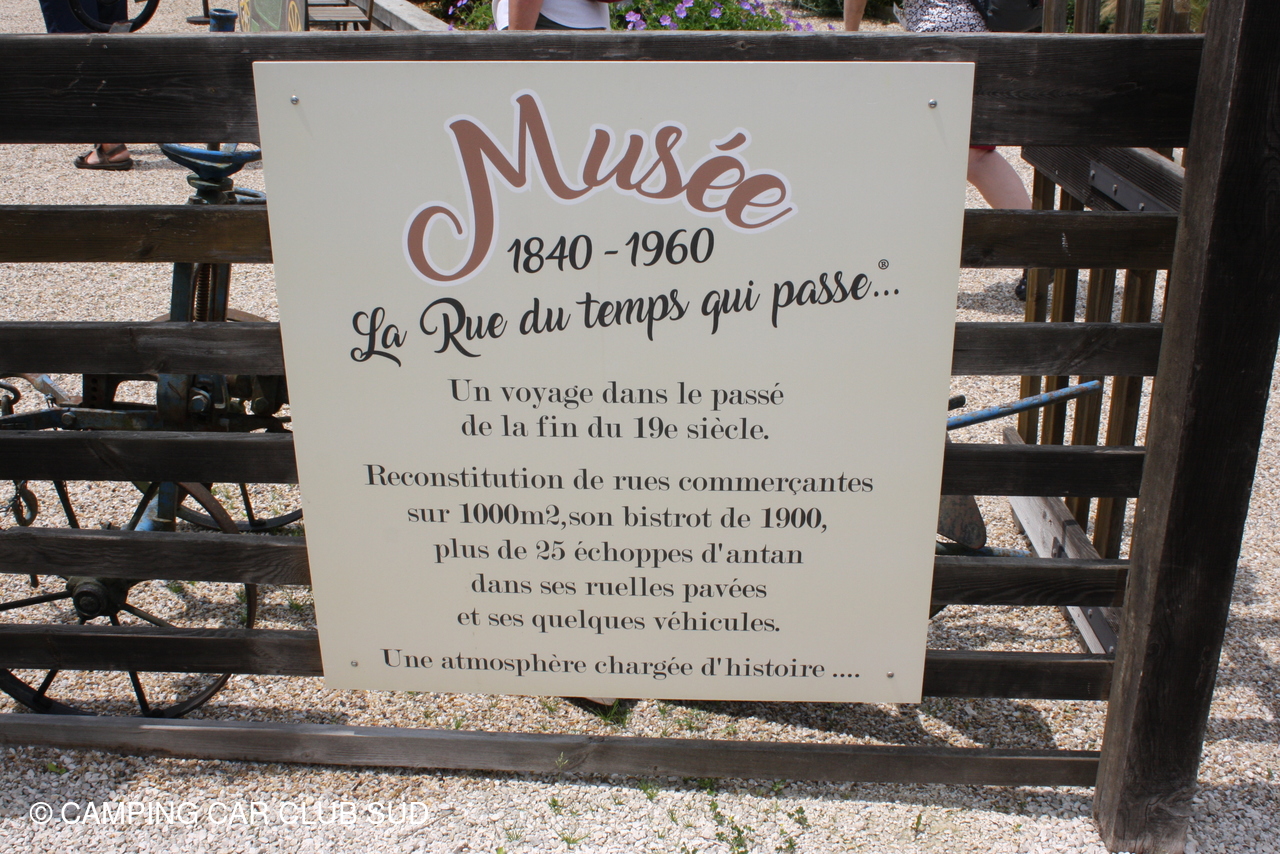 Musée
1840 - 1960
La Rue du temps qui passe...®
Un voyage dans le passé
de la fin du 19e siècle.
Reconstitution de rues commerçantes
sur 1000m2,son bistrot de 1900,
plus de 25 échoppes d'antan
dans ses ruelles pavées
et ses quelques véhicules.
Une atmosphère chargée d'histoire ....
© CAMPING CAR CLUB SUD